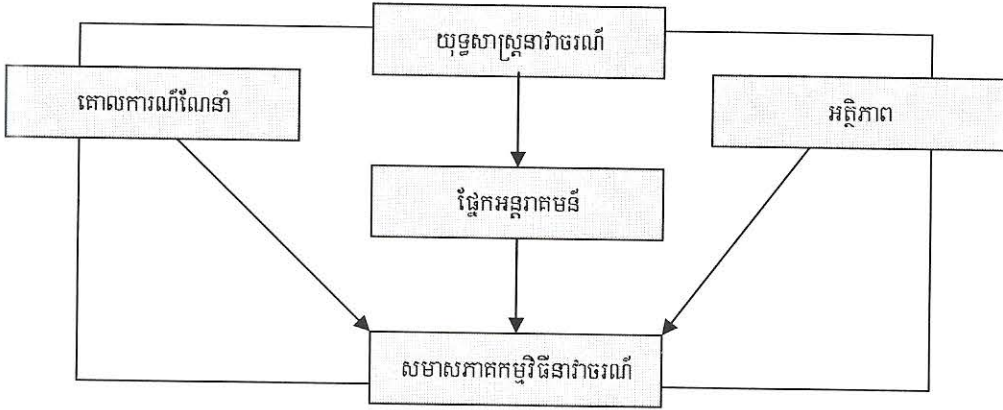 យុទ្ធសាស្ត្រនាវាចរណ៍
គោលការណ៍ណែនាំ
អត្ថិភាព
ផ្នែកអន្តរាគមន៍
សមាសភាគកម្មវិធីនាវាចរណ៍